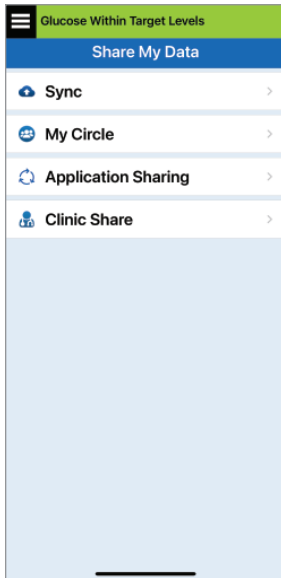 Glucose Within Target Levels
Share My Data
Sync
My Circle
Application Sharing
Clinic Share